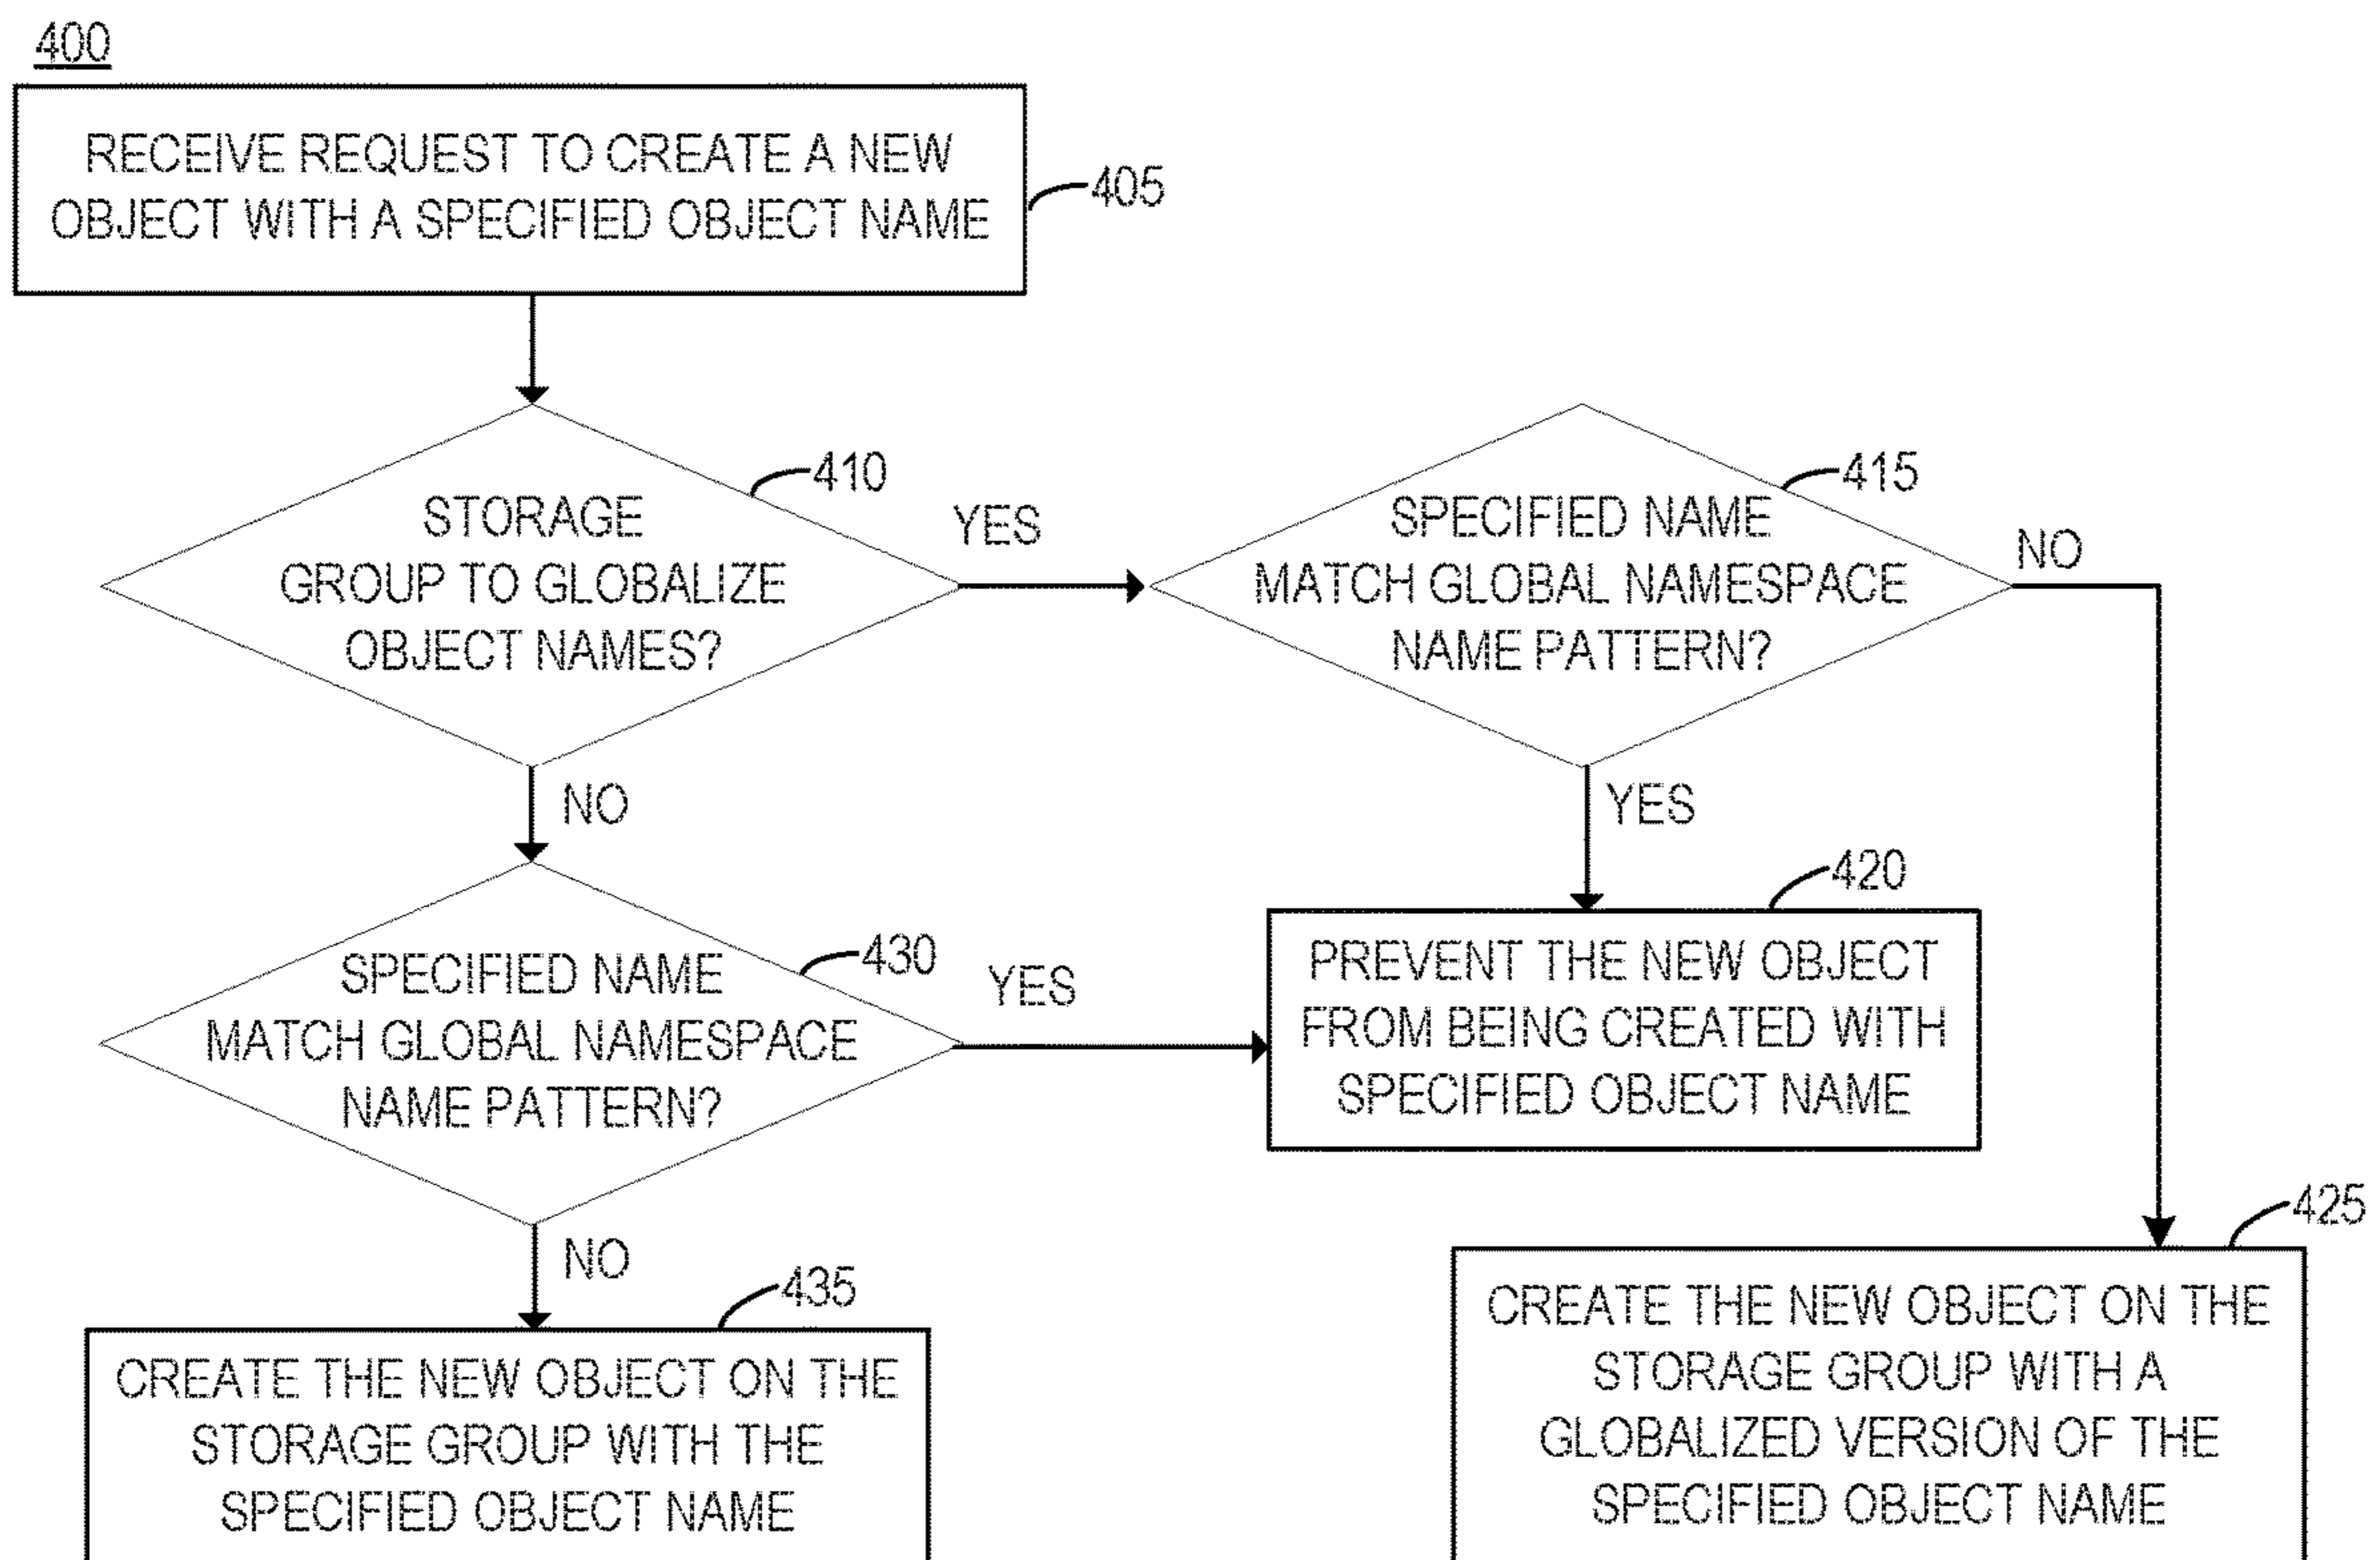 400
RECEIVE REQUEST TO CREATE A NEW
OBJECT WITH A SPECIFIED OBJECT NAME
405
STORAGE
GROUP TO GLOBALIZE
OBJECT NAMES?
410
YES
SPECIFIED NAME
MATCH GLOBAL NAMESPACE
NAME PATTERN?
415
NO
NO
YES
SPECIFIED NAME
MATCH GLOBAL NAMESPACE
NAME PATTERN?
430
YES
420
PREVENT THE NEW OBJECT
FROM BEING CREATED WITH
SPECIFIED OBJECT NAME
NO
435
CREATE THE NEW OBJECT ON THE
STORAGE GROUP WITH THE
SPECIFIED OBJECT NAME
425
CREATE THE NEW OBJECT ON THE
STORAGE GROUP WITH A
GLOBALIZED VERSION OF THE
SPECIFIED OBJECT NAME